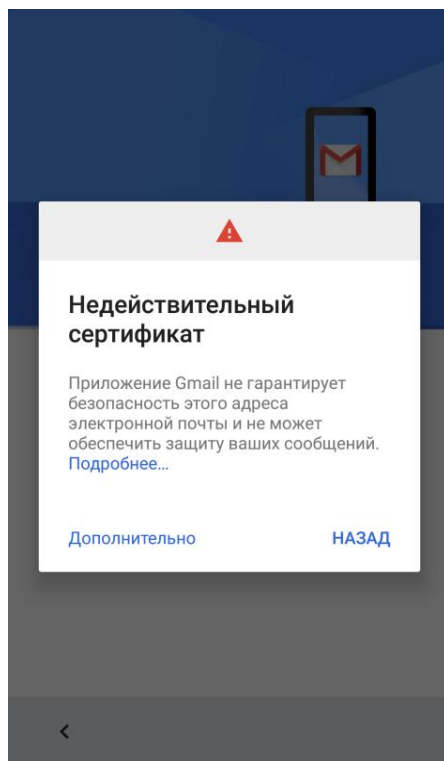 Недействительный
сертификат
Приложение Gmail не гарантирует
безопасность этого адреса
электронной почты и не может
обеспечить защиту ваших сообщений.
Подробнее...
Дополнительно НАЗАД